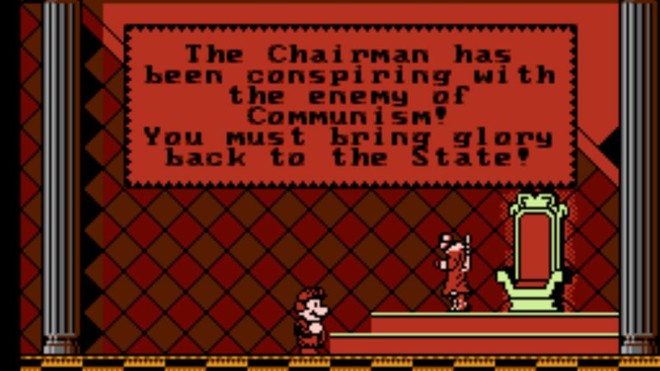 The Chairman has
been conspiring with
the enemy of
Communism!
You must bring glory
back to the State!